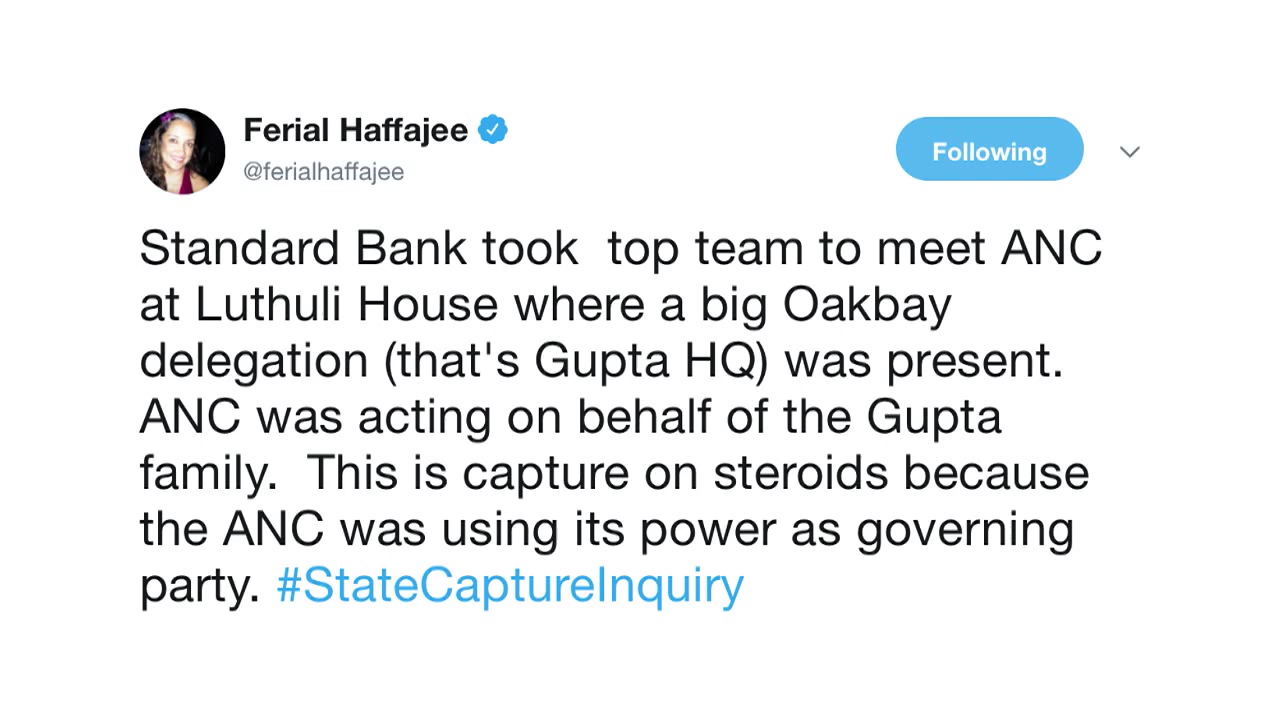 Ferial Haffajee
@ferialhaffajee
Following
Standard Bank took  top team to meet ANC
at Luthuli House where a big Oakbay
delegation (that's Gupta HQ) was present.
ANC was acting on behalf of the Gupta
family.  This is capture on steroids because
the ANC was using its power as governing
party. #StateCaptureInquiry